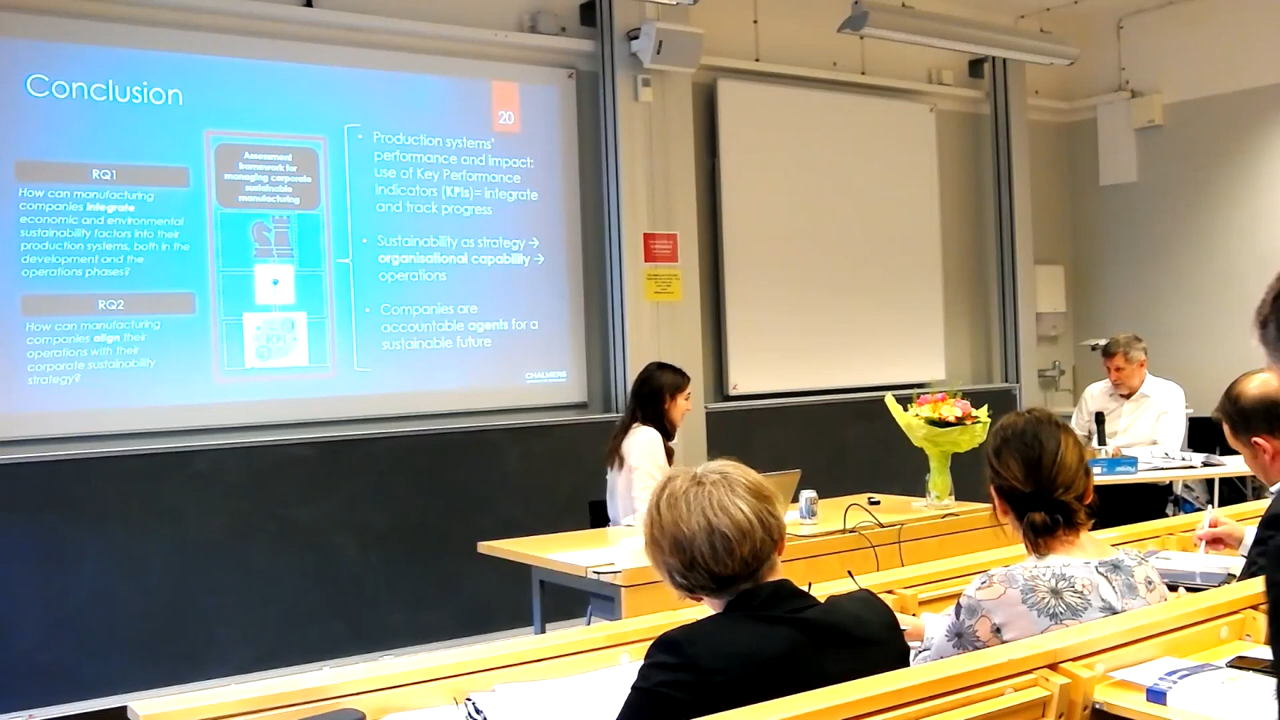 Conclusion
20
RQ1
How can manufacturing
companies integrate
economic and environmental
sustainability factors into their
production systems, both in the
development and the
operations phases?
RQ2
How can manufacturing
companies align their
operations with their
corporate sustainability
strategy?
Assessment
framework for
managing corporate
sustainable
manufacturing
• Production systems'
performance and impact:
use of Key Performance
Indicators (KPIs)= integrate
and track progress
• Sustainability as strategy →
organisational capability →
operations
• Companies are
accountable agents for a
sustainable future
CHALMERS